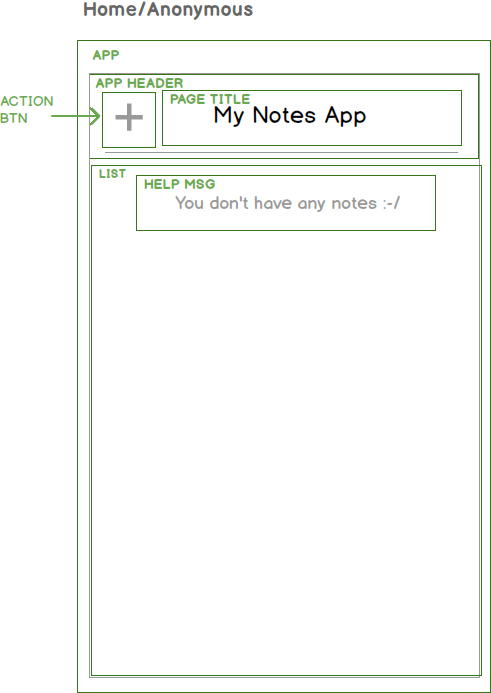 Home/Anonymous
APP
APP HEADER
ACTION
BTN
PAGE TITLE
My Notes App
LIST
HELP MSG
You don't have any notes :-/